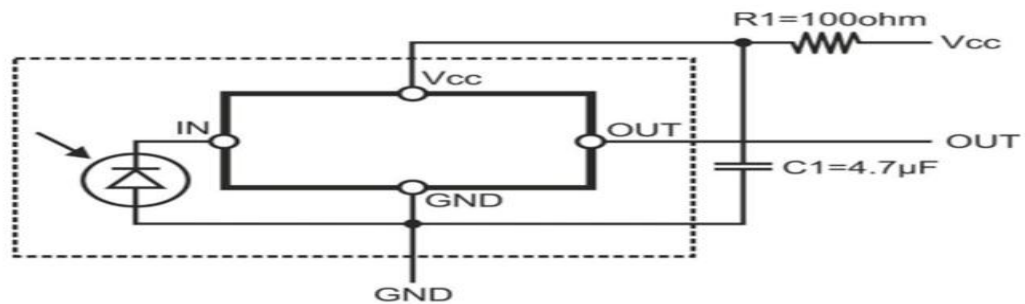 R1=100ohm
Vcc
Vcc
IN
OUT
OUT
C1=4.7µF
GND
GND